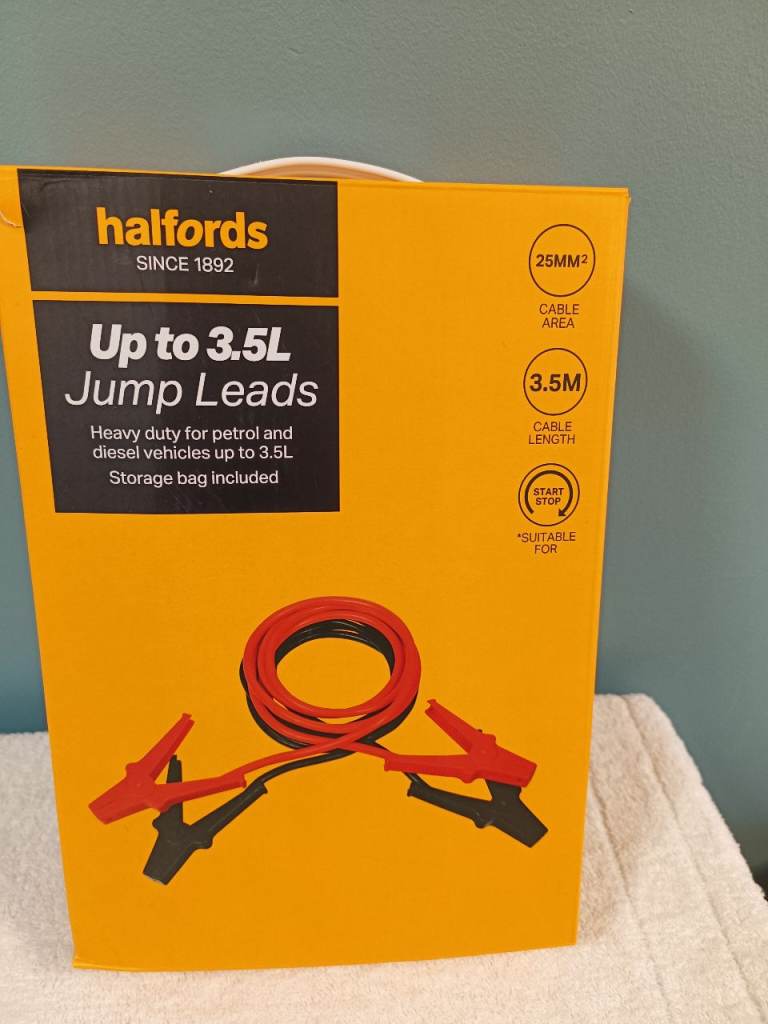 halfords
SINCE 1892
Up to 3.5L
Jump Leads
Heavy duty for petrol and
diesel vehicles up to 3.5L
Storage bag included
25MM²
CABLE
AREA
3.5M
CABLE
LENGTH
START
STOP
*SUITABLE
FOR